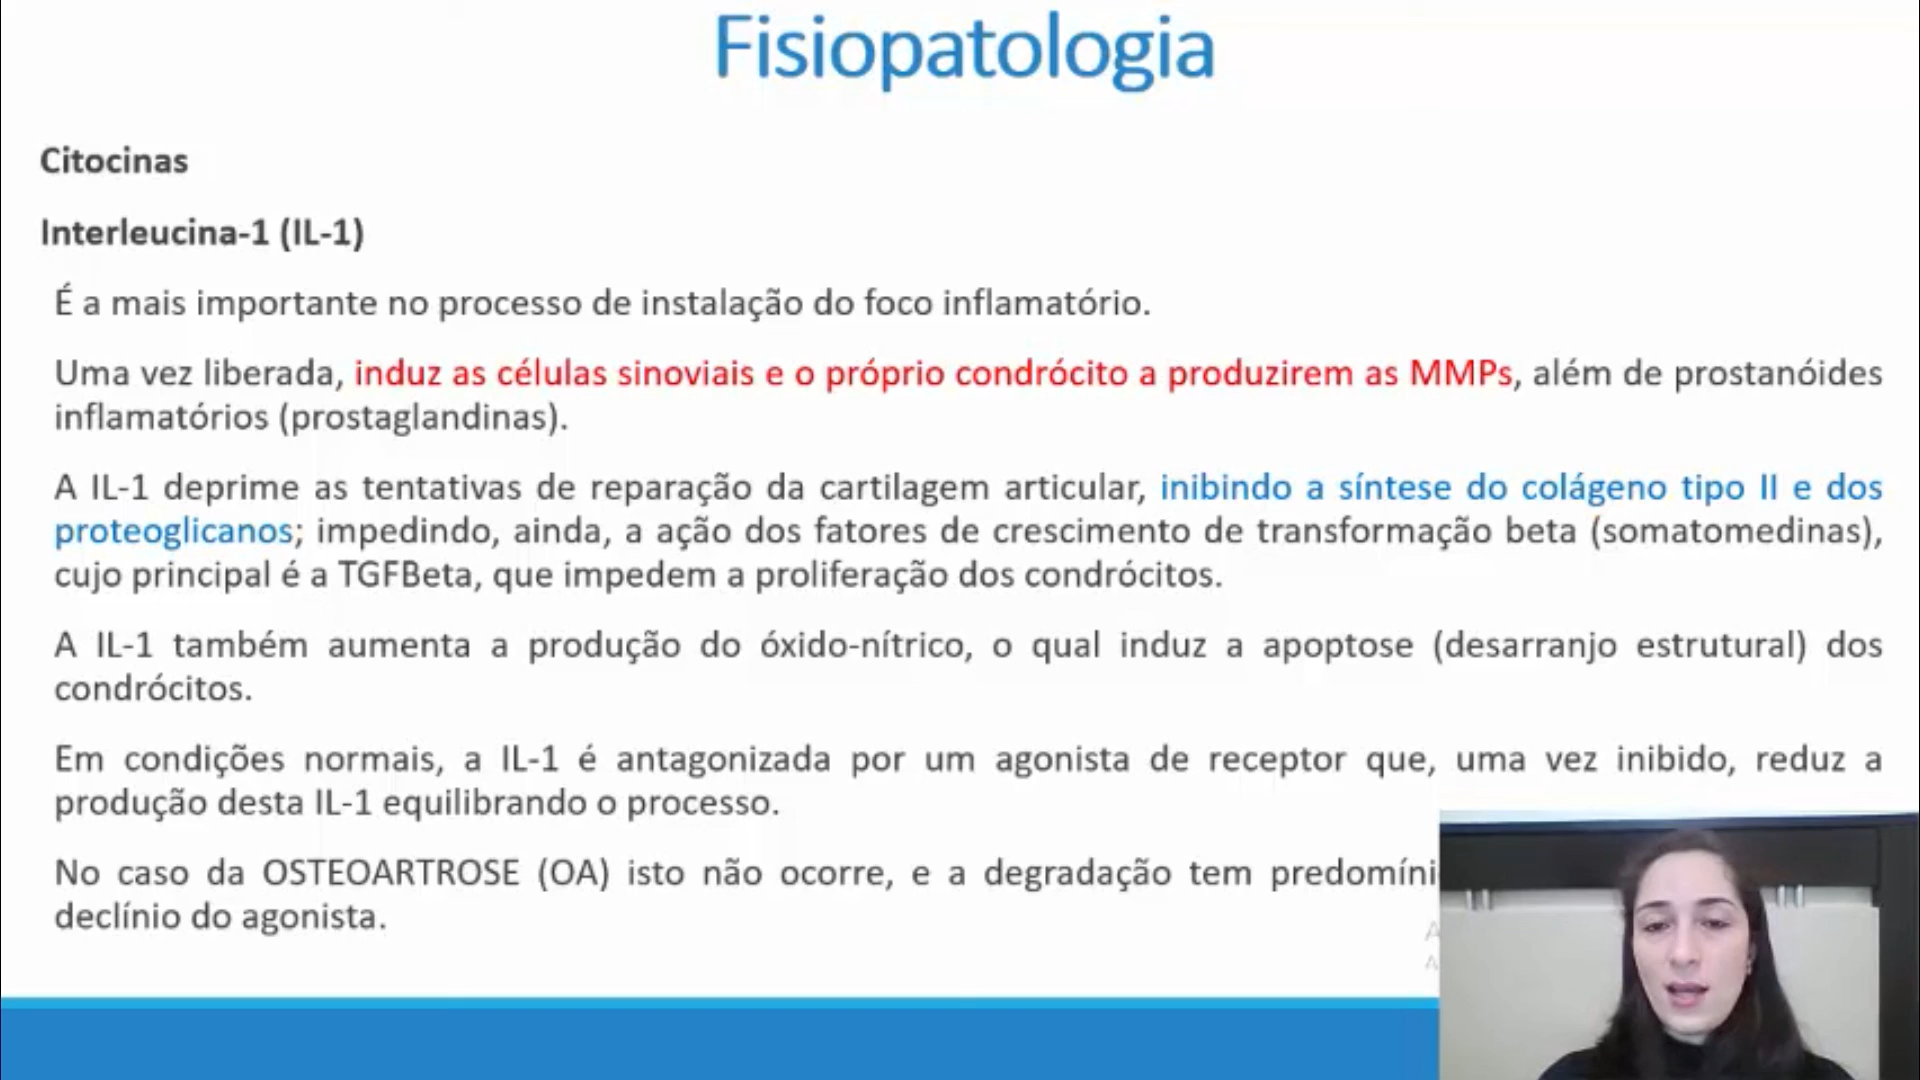 Fisiopatologia
Citocinas
Interleucina-1 (IL-1)
É a mais importante no processo de instalação do foco inflamatório.
Uma vez liberada, induz as células sinoviais e o próprio condrócito a produzirem as MMPs, além de prostanóides
inflamatórios (prostaglandinas).
A IL-1 deprime as tentativas de reparação da cartilagem articular, inibindo a síntese do colágeno tipo II e dos
proteoglicanos; impedindo, ainda, a ação dos fatores de crescimento de transformação beta (somatomedinas),
cujo principal é a TGFBeta, que impedem a proliferação dos condrócitos.
A IL-1 também aumenta a produção do óxido-nítrico, o qual induz a apoptose (desarranjo estrutural) dos
condrócitos.
Em condições normais, a IL-1 é antagonizada por um agonista de receptor que, uma vez inibido, reduz a
produção desta IL-1 equilibrando o processo.
No caso da OSTEOARTROSE (OA) isto não ocorre, e a degradação tem
declínio do agonista.